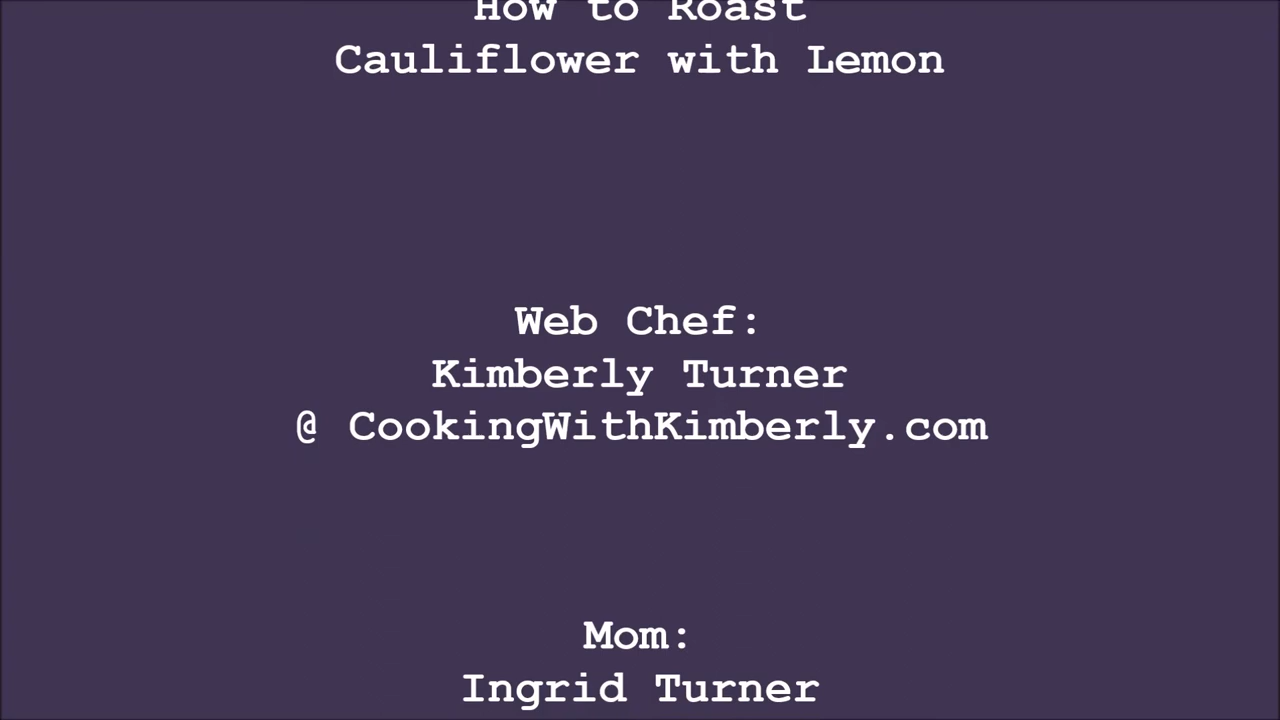 How to Roast
Cauliflower with Lemon
Web Chef:
Kimberly Turner
@ CookingWithKimberly.com
Mom:
Ingrid Turner